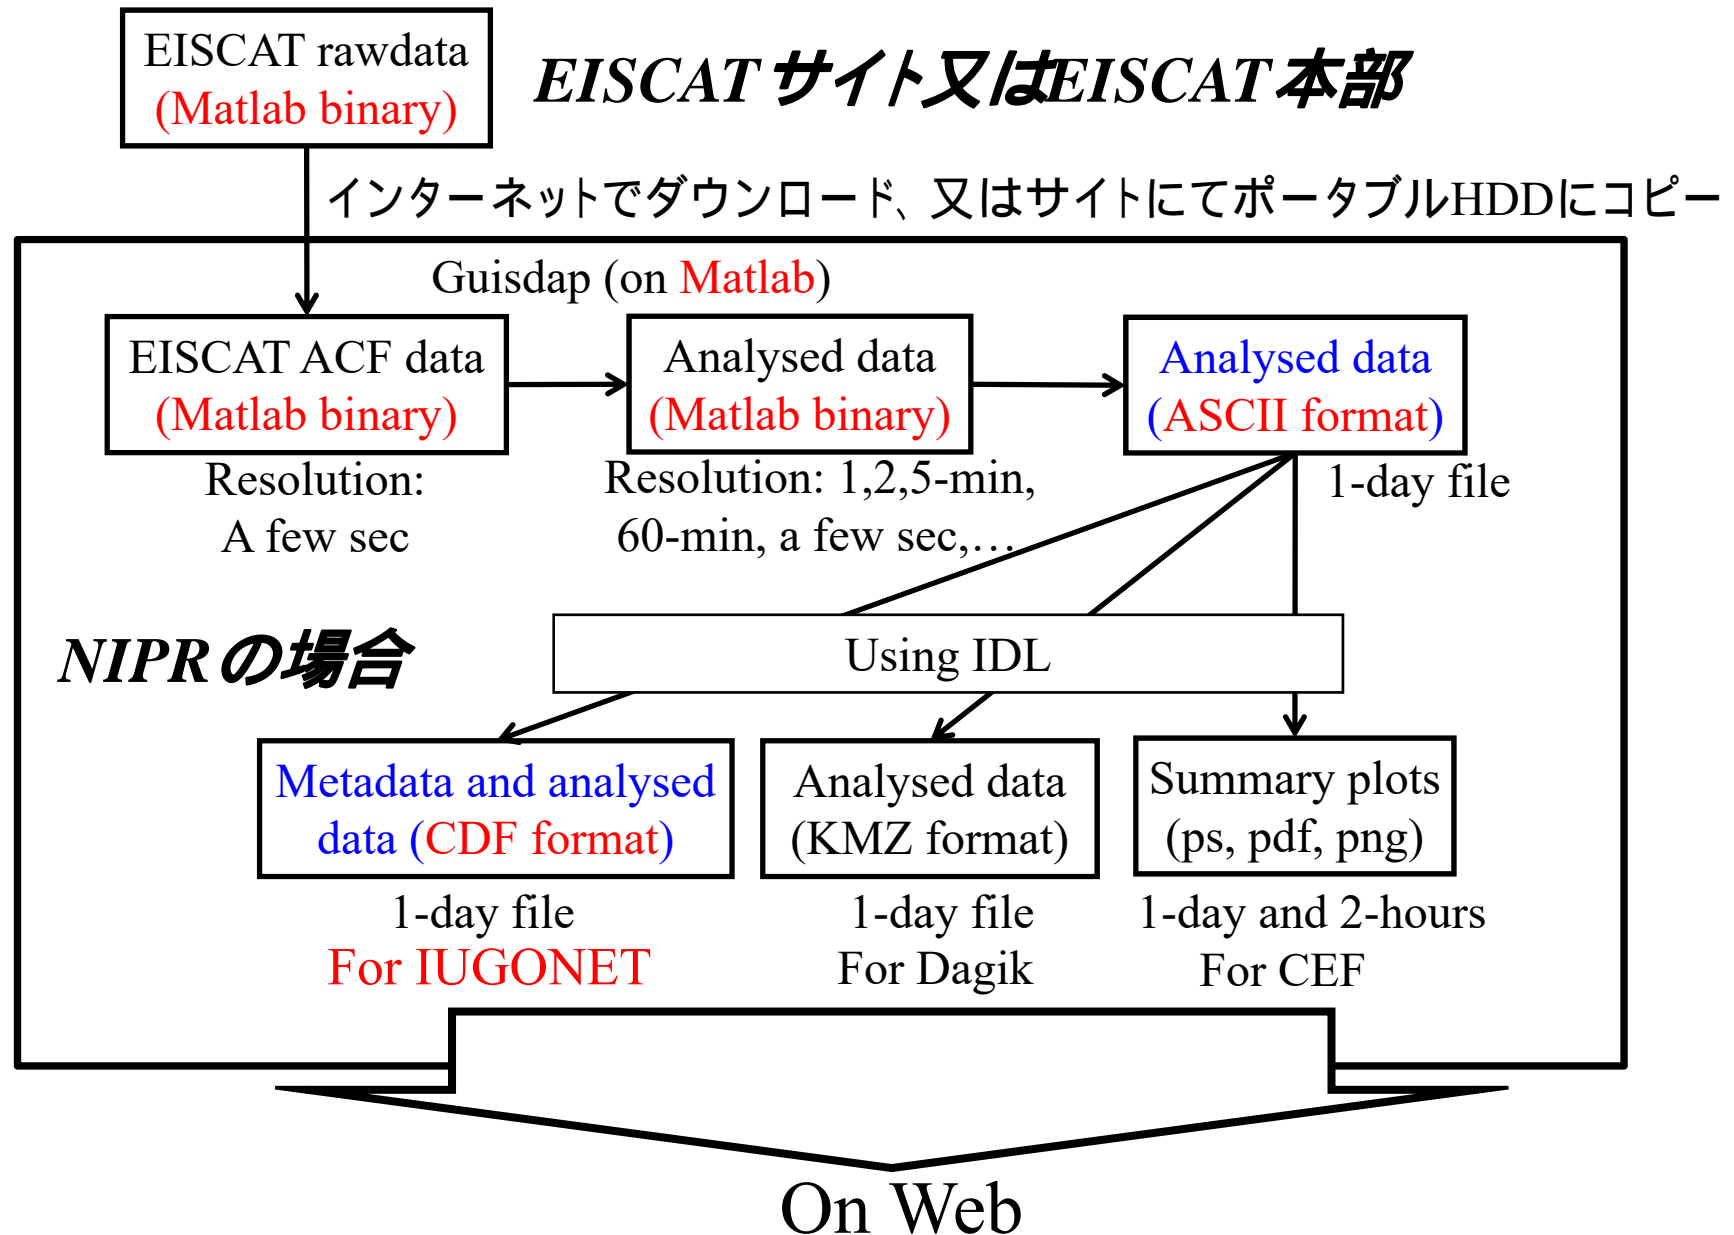 EISCAT rawdata
(Matlab binary)
EISCATサイト又はEISCAT本部
インターネットでダウンロード、又はサイトにてポータブルHDDにコピー
Guisdap (on Matlab)
EISCAT ACF data
(Matlab binary)
Analysed data
(Matlab binary)
Analysed data
(ASCII format)
Resolution:
A few sec
Resolution: 1,2,5-min,
60-min, a few sec,…
1-day file
NIPRの場合
Using IDL
Metadata and analysed
data (CDF format)
Analysed data
(KMZ format)
Summary plots
(ps, pdf, png)
1-day file
For IUGONET
1-day file
For Dagik
1-day and 2-hours
For CEF
On Web